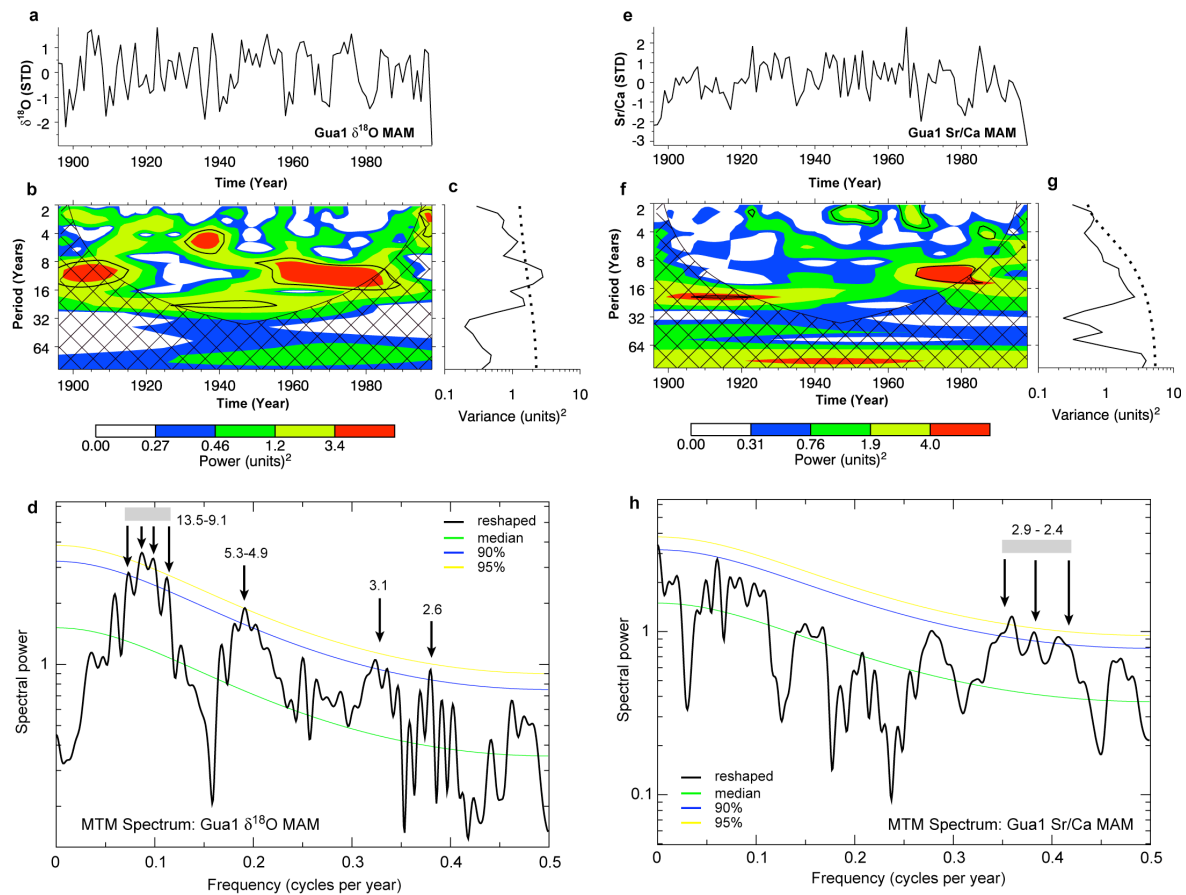 a
δ18O (STD)
1
0
-1
-2
Gua1 δ18O MAM
1900 1920 1940 1960 1980
Time (Year)
b
c
Period (Years)
2
4
8
16
32
64
1900 1920 1940 1960 1980
Time (Year)
0.1 1 10
Variance (units)2
0.00 0.27 0.46 1.2 3.4
Power (units)2
d
13.5-9.1
5.3-4.9
3.1
2.6
reshaped
median
90%
95%
Spectral power
1
MTM Spectrum: Gua1 δ18O MAM
0 0.1 0.2 0.3 0.4 0.5
Frequency (cycles per year)
e
Sr/Ca (STD)
2
1
0
-1
-2
-3
Gua1 Sr/Ca MAM
1900 1920 1940 1960 1980
Time (Year)
f
g
Period (Years)
2
4
8
16
32
64
1900 1920 1940 1960 1980
Time (Year)
0.1 1 10
Variance (units)2
0.00 0.31 0.76 1.9 4.0
Power (units)2
h
2.9 - 2.4
Spectral power
1
0.1
reshaped
median
90%
95%
MTM Spectrum: Gua1 Sr/Ca MAM
0 0.1 0.2 0.3 0.4 0.5
Frequency (cycles per year)